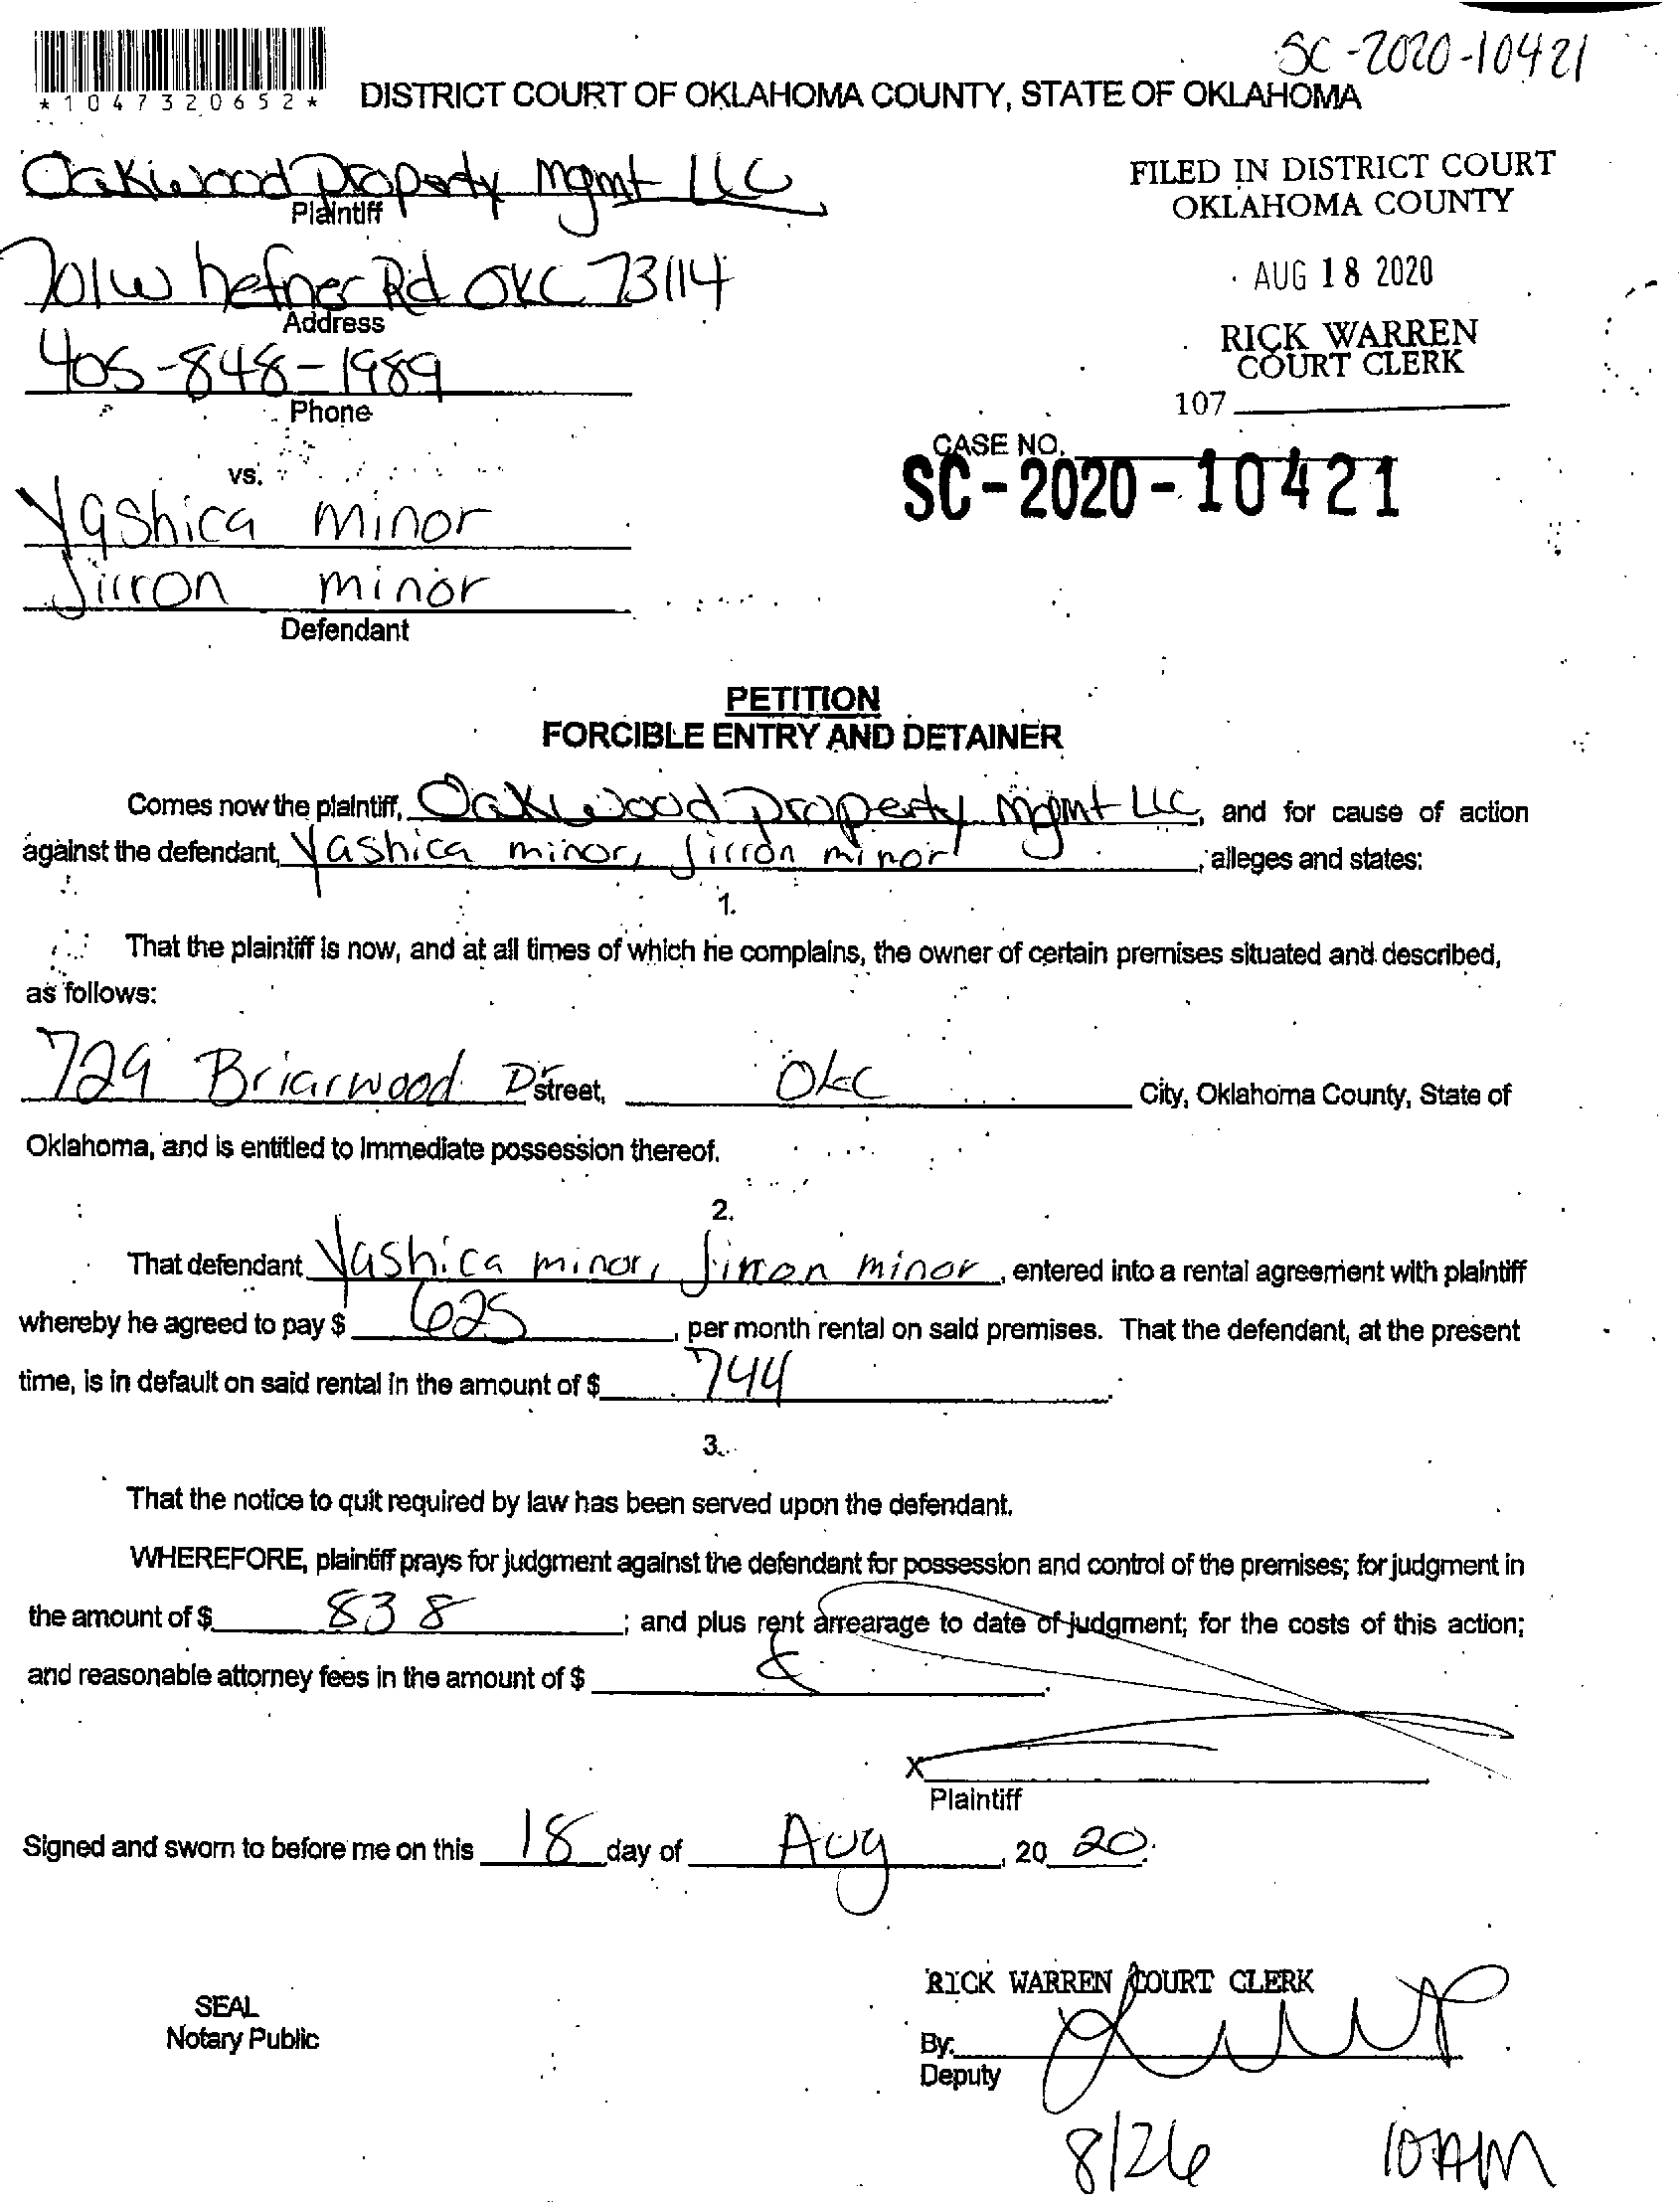 SC-2020-10421
*1047320652*
DISTRICT COURT OF OKLAHOMA COUNTY, STATE OF OKLAHOMA
Oakwood Property Mgmt LLC
Plaintiff
FILED IN DISTRICT COURT
OKLAHOMA COUNTY
701 W hefner Rd OKC 73114
Address
AUG 18 2020
405-848-1989
Phone
RICK WARREN
COURT CLERK
107
CASE NO.
SC-2020-10421
vs.
Yashica minor
Jirron minor
Defendant
PETITION
FORCIBLE ENTRY AND DETAINER
Comes now the plaintiff, Oakwood Property Mgmt LLC, and for cause of action
against the defendant, Yashica minor, Jirron minor, alleges and states:
1.
That the plaintiff is now, and at all times of which he complains, the owner of certain premises situated and described,
as follows:
729 Briarwood Dr street, OKC City, Oklahoma County, State of
Oklahoma, and is entitled to immediate possession thereof.
2.
That defendant Yashica minor, Jirron minor, entered into a rental agreement with plaintiff
whereby he agreed to pay $ 625, per month rental on said premises. That the defendant, at the present
time, is in default on said rental in the amount of $ 744.
3.
That the notice to quit required by law has been served upon the defendant.
WHEREFORE, plaintiff prays for judgment against the defendant for possession and control of the premises; for judgment in
the amount of $ 838; and plus rent arrearage to date of judgment; for the costs of this action;
and reasonable attorney fees in the amount of $
X
Plaintiff
Signed and sworn to before me on this 18 day of Aug, 20 20.
RICK WARREN COURT CLERK
SEAL
Notary Public
By:
Deputy
8/26 10AM